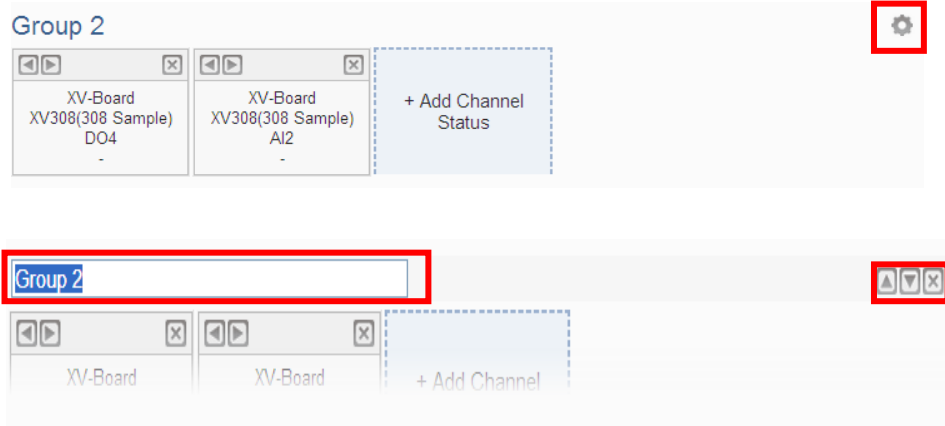 Group 2
XV-Board
XV308(308 Sample)
DO4
-
XV-Board
XV308(308 Sample)
AI2
-
+ Add Channel
Status
Group 2
XV-Board
XV-Board
+ Add Channel